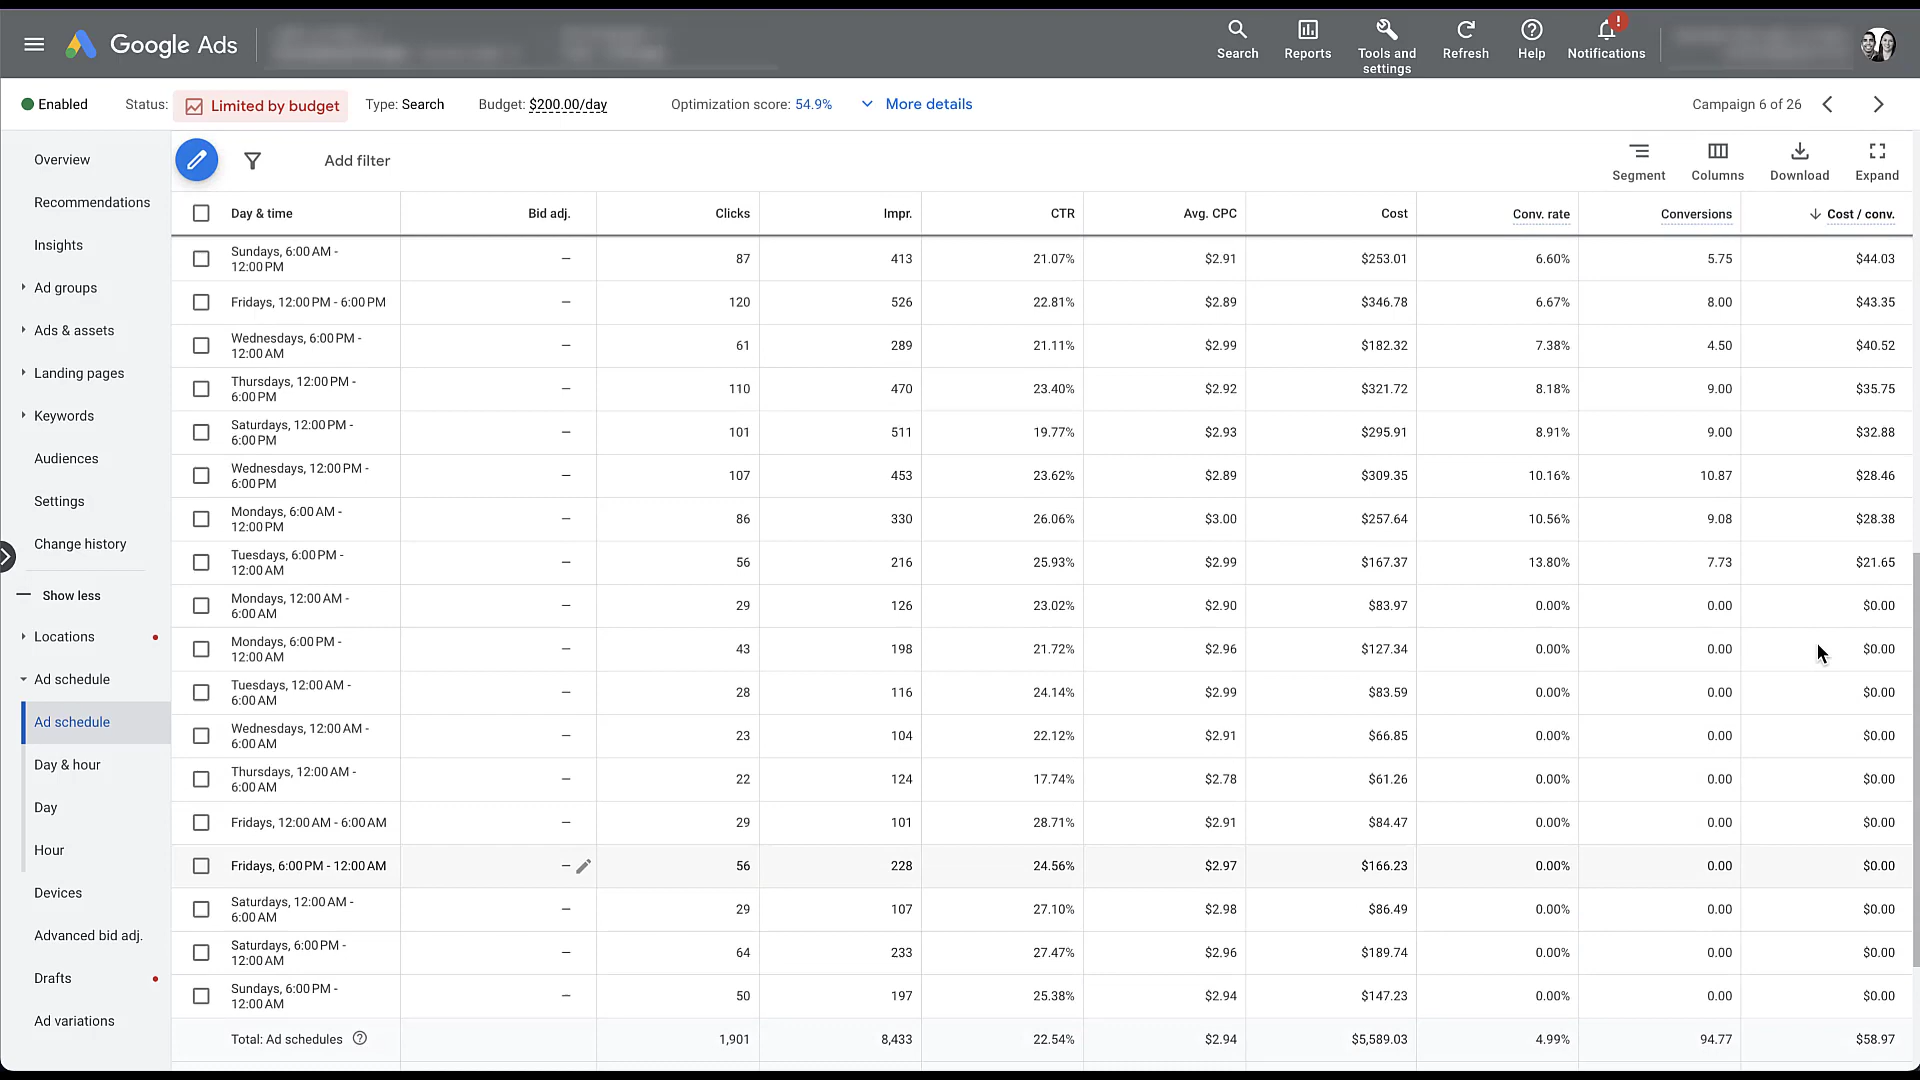 Google Ads
Search
Reports
Tools and
settings
Refresh
Help
!
Notifications
Enabled
Status: Limited by budget Type: Search Budget: $200.00/day Optimization score: 54.9% More details
Campaign 6 of 26
Overview
Recommendations
Insights
Ad groups
Ads & assets
Landing pages
Keywords
Audiences
Settings
Change history
Show less
Locations
Ad schedule
Ad schedule
Day & hour
Day
Hour
Devices
Advanced bid adj.
Drafts
Ad variations
Add filter
Segment
Columns
Download
Expand
Day & time Bid adj. Clicks Impr. CTR Avg. CPC Cost Conv. rate Conversions Cost / conv.
Sundays, 6:00 AM -
12:00 PM
— 87 413 21.07% $2.91 $253.01 6.60% 5.75 $44.03
Fridays, 12:00 PM - 6:00 PM — 120 526 22.81% $2.89 $346.78 6.67% 8.00 $43.35
Wednesdays, 6:00 PM -
12:00 AM
— 61 289 21.11% $2.99 $182.32 7.38% 4.50 $40.52
Thursdays, 12:00 PM -
6:00 PM
— 110 470 23.40% $2.92 $321.72 8.18% 9.00 $35.75
Saturdays, 12:00 PM -
6:00 PM
— 101 511 19.77% $2.93 $295.91 8.91% 9.00 $32.88
Wednesdays, 12:00 PM -
6:00 PM
— 107 453 23.62% $2.89 $309.35 10.16% 10.87 $28.46
Mondays, 6:00 AM -
12:00 PM
— 86 330 26.06% $3.00 $257.64 10.56% 9.08 $28.38
Tuesdays, 6:00 PM -
12:00 AM
— 56 216 25.93% $2.99 $167.37 13.80% 7.73 $21.65
Mondays, 12:00 AM -
6:00 AM
— 29 126 23.02% $2.90 $83.97 0.00% 0.00 $0.00
Mondays, 6:00 PM -
12:00 AM
— 43 198 21.72% $2.96 $127.34 0.00% 0.00 $0.00
Tuesdays, 12:00 AM -
6:00 AM
— 28 116 24.14% $2.99 $83.59 0.00% 0.00 $0.00
Wednesdays, 12:00 AM -
6:00 AM
— 23 104 22.12% $2.91 $66.85 0.00% 0.00 $0.00
Thursdays, 12:00 AM -
6:00 AM
— 22 124 17.74% $2.78 $61.26 0.00% 0.00 $0.00
Fridays, 12:00 AM - 6:00 AM — 29 101 28.71% $2.91 $84.47 0.00% 0.00 $0.00
Fridays, 6:00 PM - 12:00 AM — 56 228 24.56% $2.97 $166.23 0.00% 0.00 $0.00
Saturdays, 12:00 AM -
6:00 AM
— 29 107 27.10% $2.98 $86.49 0.00% 0.00 $0.00
Saturdays, 6:00 PM -
12:00 AM
— 64 233 27.47% $2.96 $189.74 0.00% 0.00 $0.00
Sundays, 6:00 PM -
12:00 AM
— 50 197 25.38% $2.94 $147.23 0.00% 0.00 $0.00
Total: Ad schedules 1,901 8,433 22.54% $2.94 $5,589.03 4.99% 94.77 $58.97